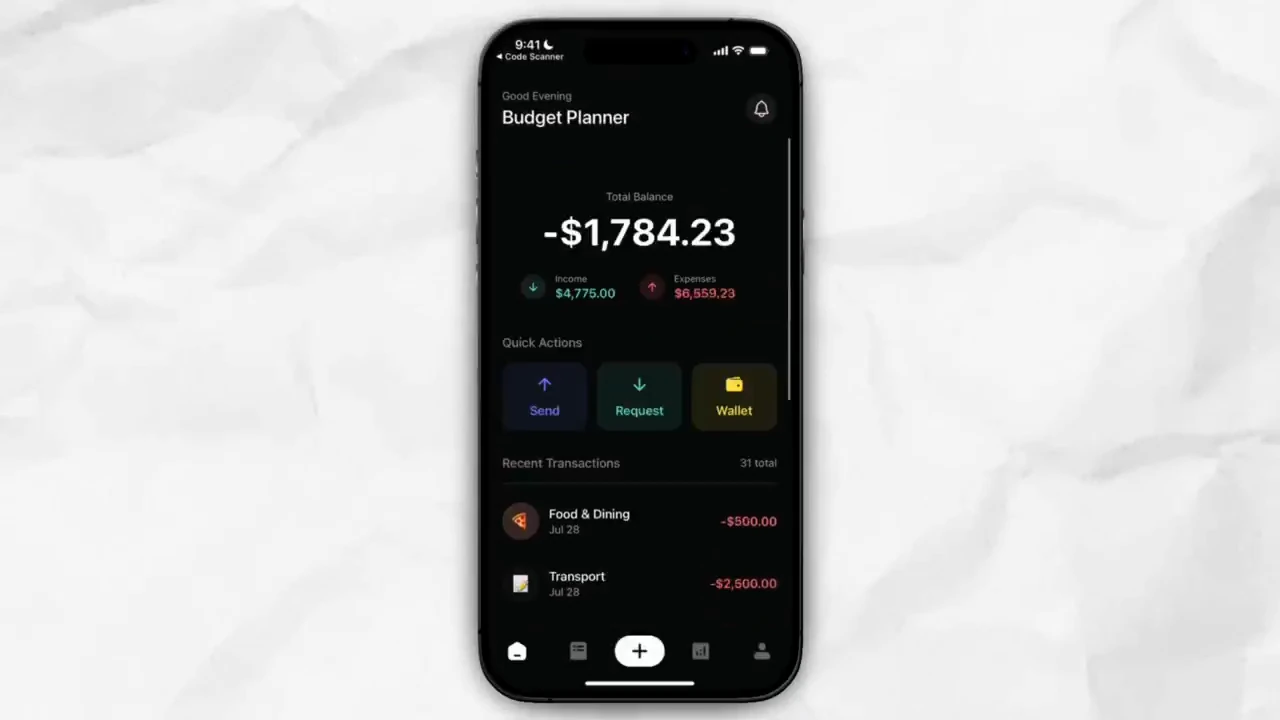 9:41
◀ Code Scanner
Good Evening
Budget Planner
Total Balance
-$1,784.23
Income
$4,775.00
Expenses
$6,559.23
Quick Actions
Send
Request
Wallet
Recent Transactions
31 total
Food & Dining
Jul 28
-$500.00
Transport
Jul 28
-$2,500.00